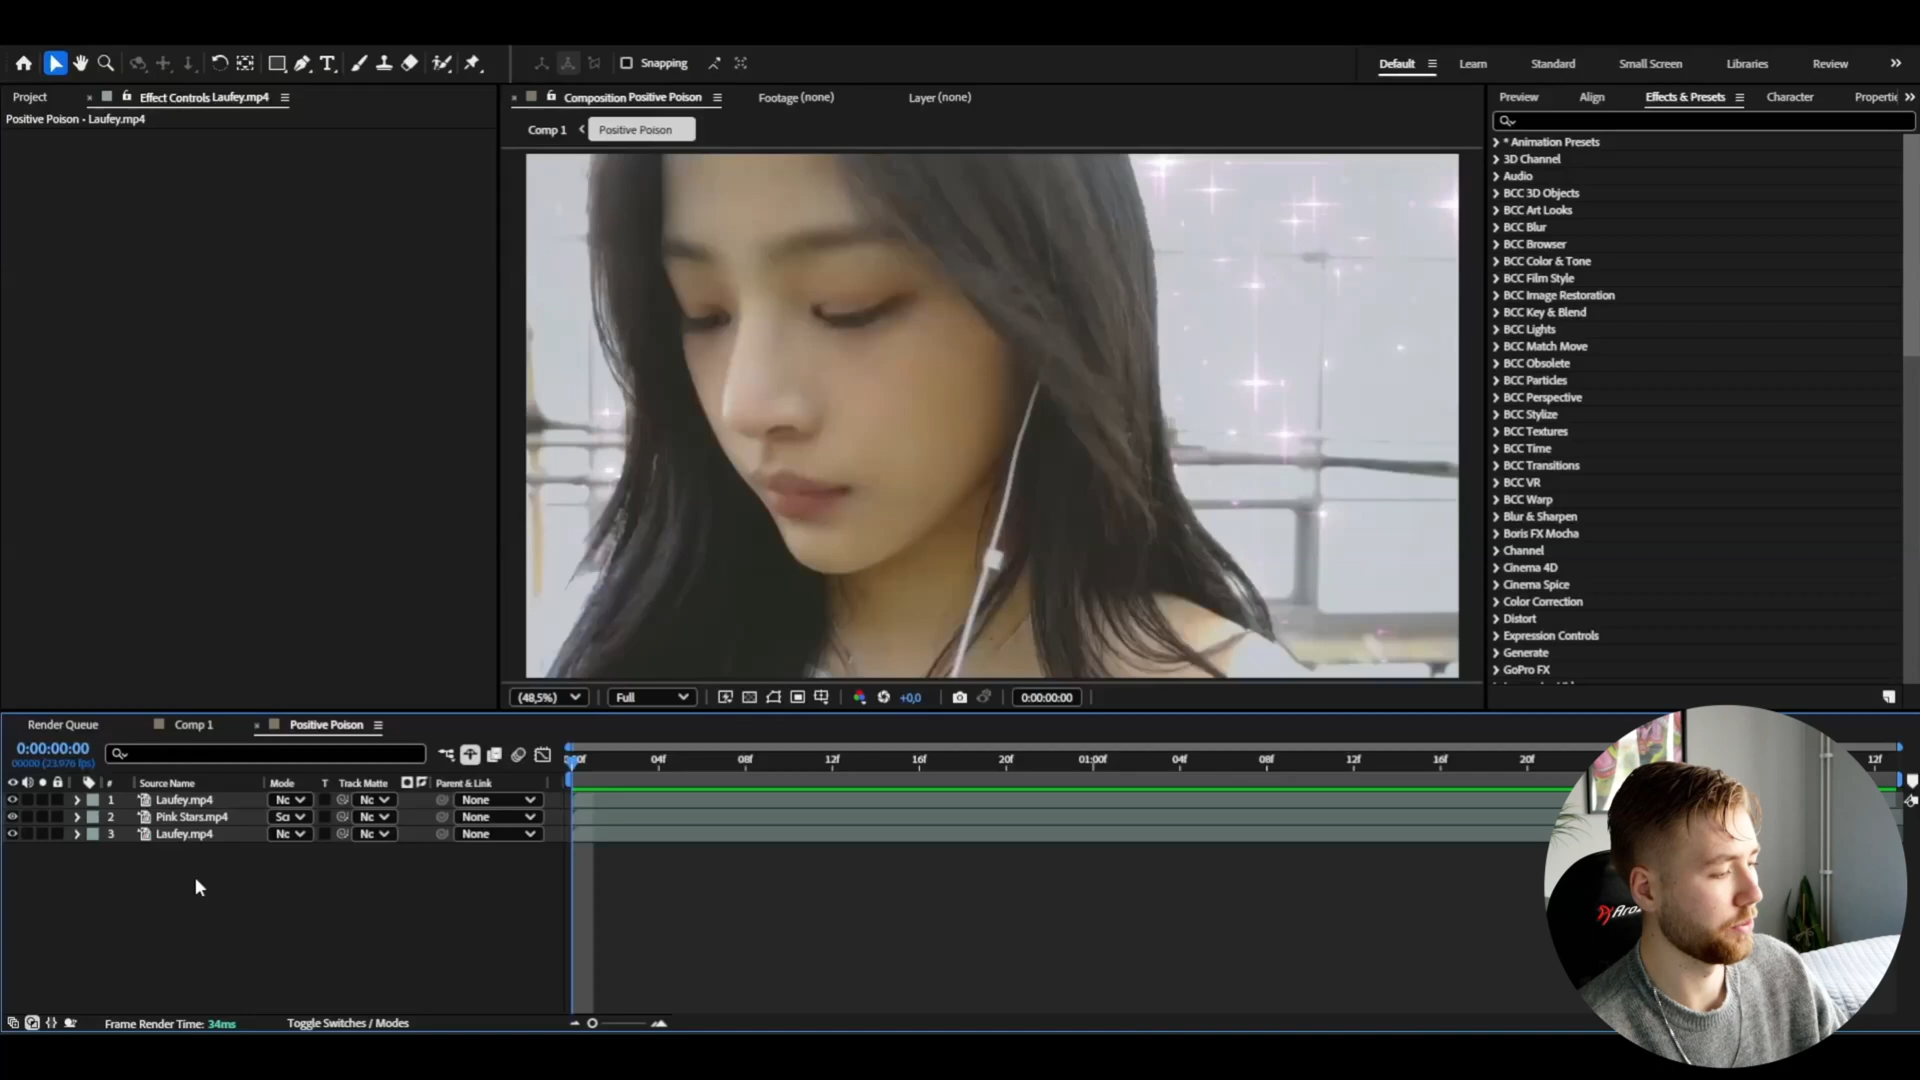 Snapping
Default
Learn
Standard
Small Screen
Libraries
Review
Project
Effect Controls Laufey.mp4
Positive Poison • Laufey.mp4
Composition Positive Poison
Footage (none)
Layer (none)
Comp 1
Positive Poison
Preview
Align
Effects & Presets
Character
Properti
* Animation Presets
3D Channel
Audio
BCC 3D Objects
BCC Art Looks
BCC Blur
BCC Browser
BCC Color & Tone
BCC Film Style
BCC Image Restoration
BCC Key & Blend
BCC Lights
BCC Match Move
BCC Obsolete
BCC Particles
BCC Perspective
BCC Stylize
BCC Textures
BCC Time
BCC Transitions
BCC VR
BCC Warp
Blur & Sharpen
Boris FX Mocha
Channel
Cinema 4D
Cinema Spice
Color Correction
Distort
Expression Controls
Generate
GoPro FX
(48,5%)
Full
+0,0
0:00:00:00
Render Queue
Comp 1
Positive Poison
0:00:00:00
00000 (23.976 fps)
# Source Name Mode T Track Matte Parent & Link
1 Laufey.mp4 Nc Nc None
2 Pink Stars.mp4 Sc Nc None
3 Laufey.mp4 Nc Nc None
04f 08f 12f 16f 20f 01:00f 04f 08f 12f 16f 20f 12f
Frame Render Time: 34ms
Toggle Switches / Modes